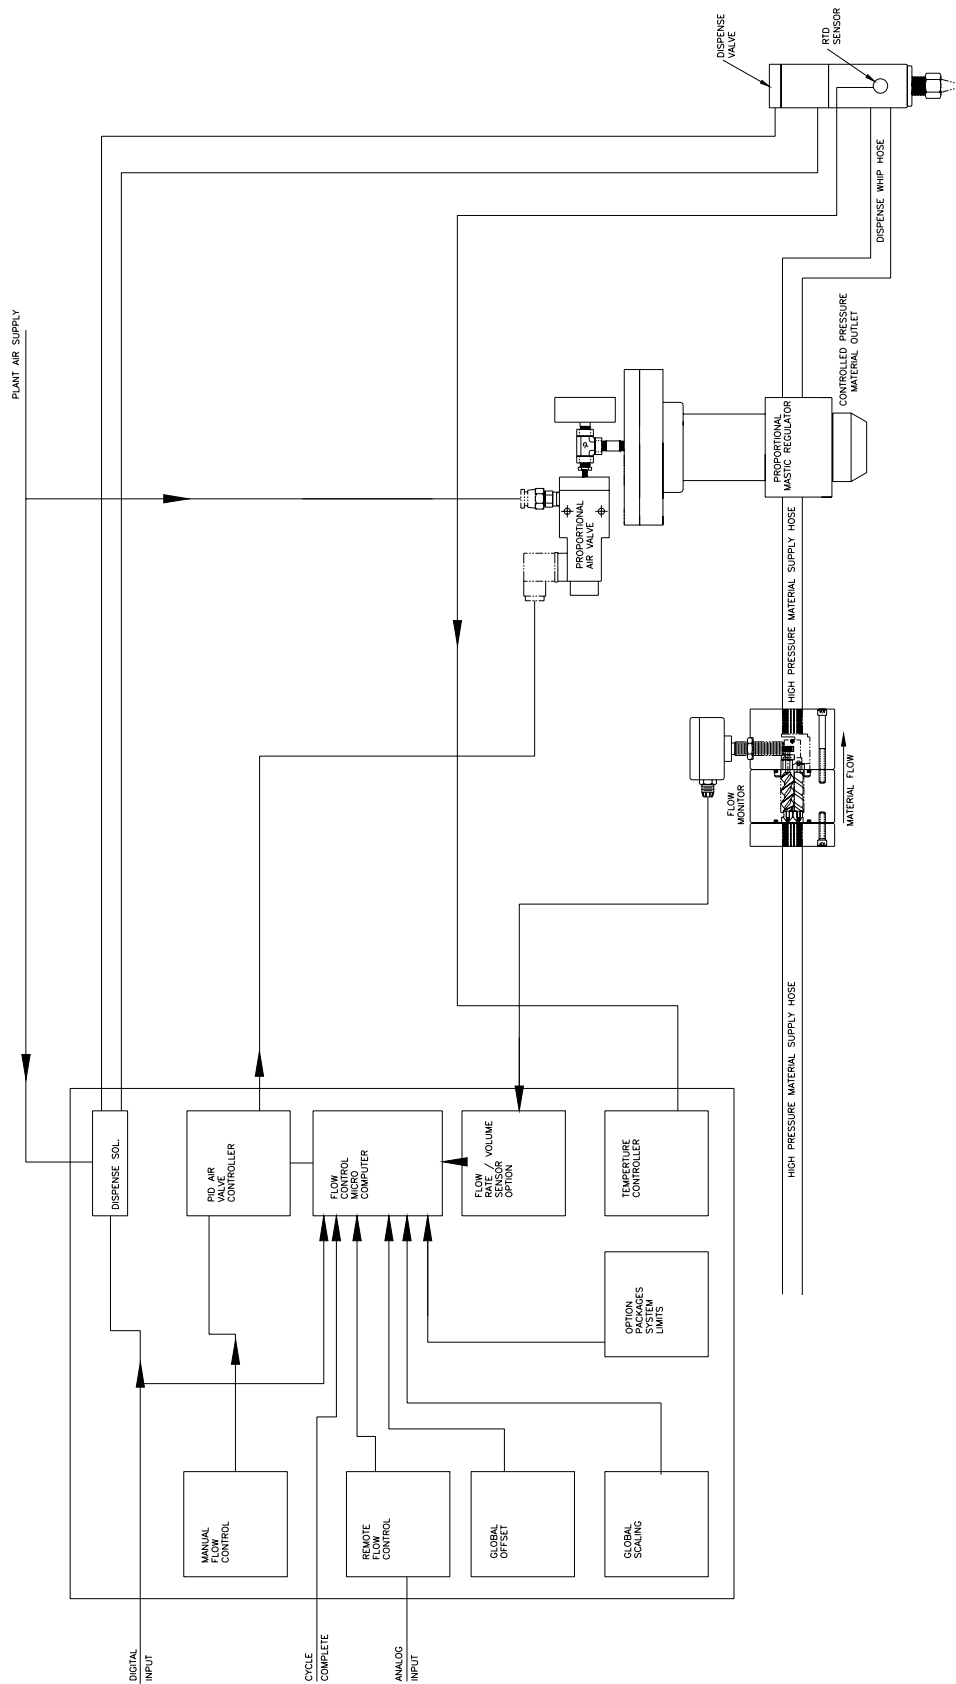 DISPENSE
VALVE
RTD
SENSOR
DISPENSE WHIP HOSE
PLANT AIR SUPPLY
CONTROLLED PRESSURE
MATERIAL OUTLET
PROPORTIONAL
MASTIC REGULATOR
PROPORTIONAL
AIR VALVE
HIGH PRESSURE MATERIAL SUPPLY HOSE
FLOW
MONITOR
MATERIAL FLOW
HIGH PRESSURE MATERIAL SUPPLY HOSE
DISPENSE SOL.
PID AIR
VALVE
CONTROLLER
FLOW
CONTROL
MICRO
COMPUTER
FLOW
RATE / VOLUME
SENSOR
OPTION
TEMPERTURE
CONTROLLER
OPTION
PACKAGES
SYSTEM
LIMITS
MANUAL
FLOW
CONTROL
REMOTE
FLOW
CONTROL
GLOBAL
OFFSET
GLOBAL
SCALING
DIGITAL
INPUT
CYCLE
COMPLETE
ANALOG
INPUT